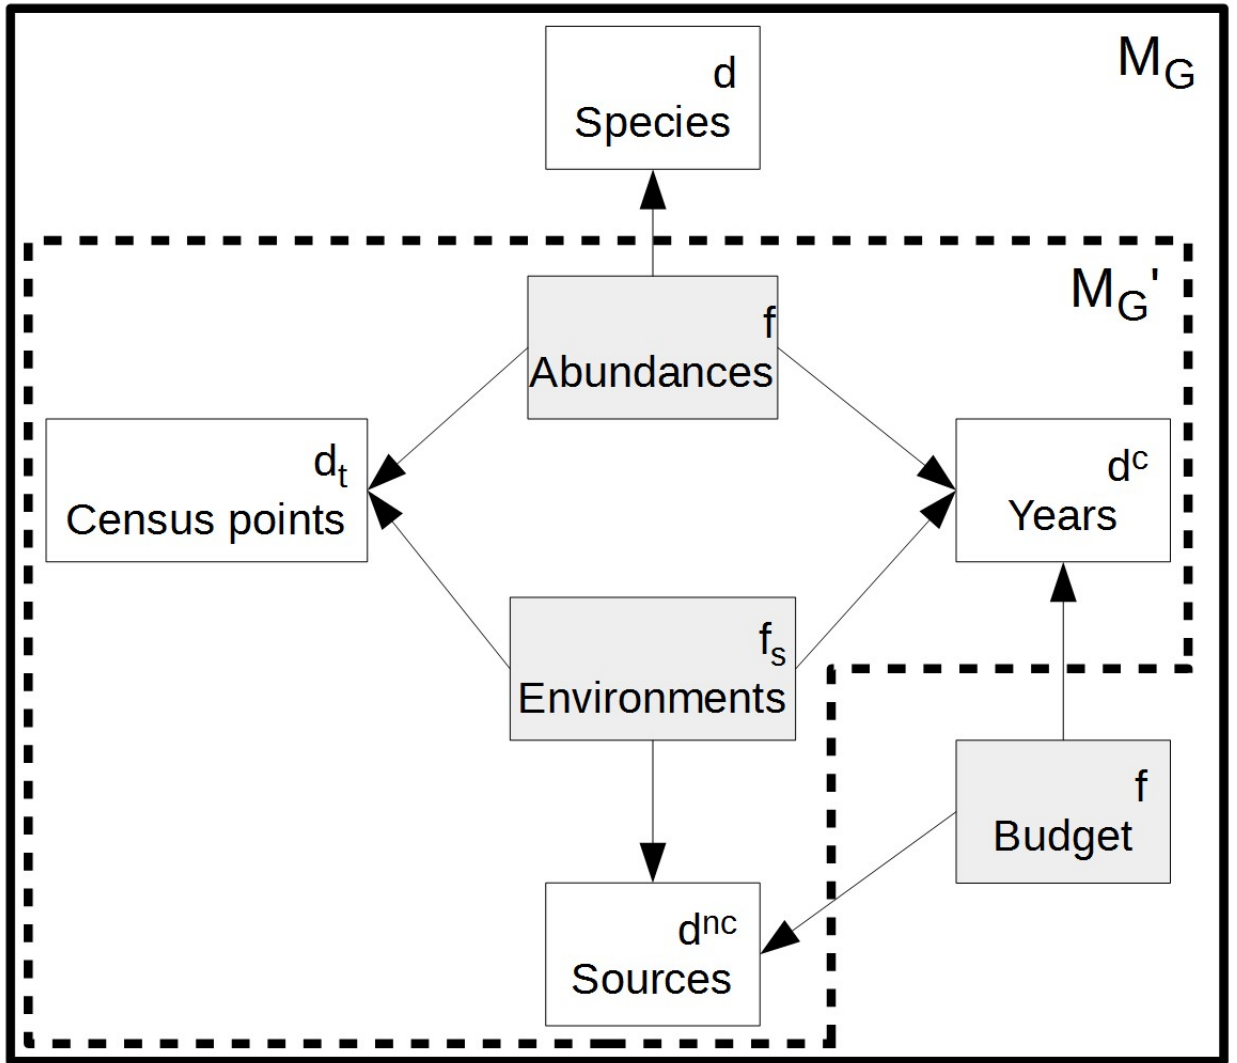 M_G
d
Species
M_G'
f
Abundances
d_t
Census points
d^c
Years
f_s
Environments
f
Budget
d^nc
Sources